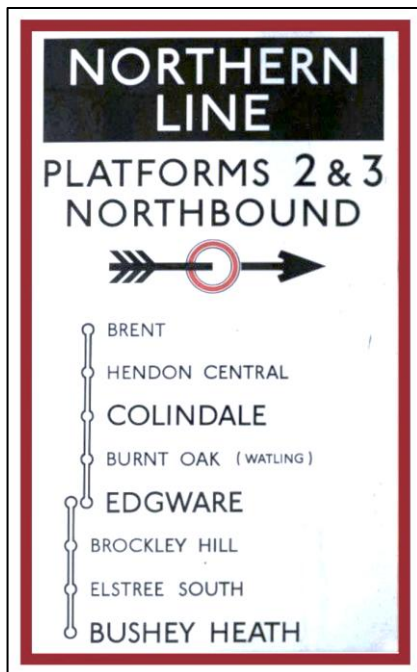 NORTHERN
LINE
PLATFORMS 2 & 3
NORTHBOUND
BRENT
HENDON CENTRAL
COLINDALE
BURNT OAK (WATLING)
EDGWARE
BROCKLEY HILL
ELSTREE SOUTH
BUSHEY HEATH